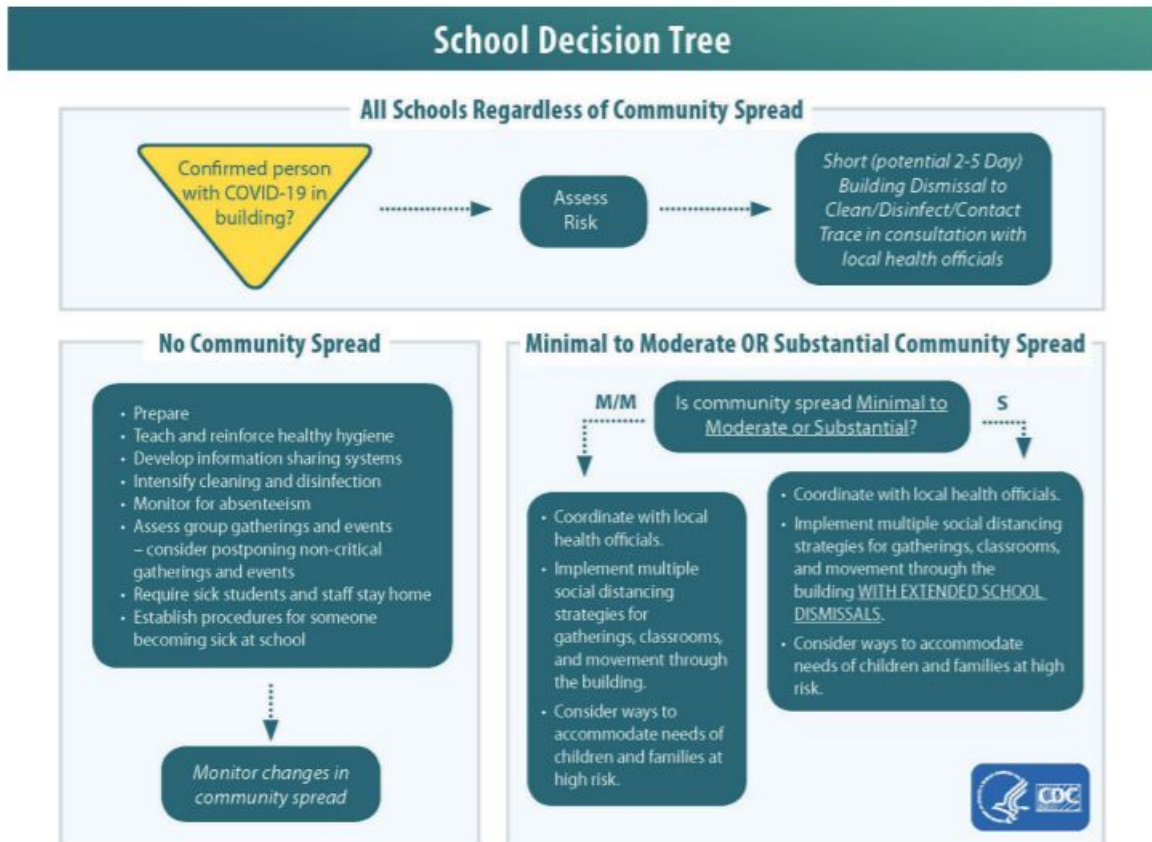 School Decision Tree
All Schools Regardless of Community Spread
Confirmed person
with COVID-19 in
building?
Assess
Risk
Short (potential 2-5 Day)
Building Dismissal to
Clean/Disinfect/Contact
Trace in consultation with
local health officials
No Community Spread
• Prepare
• Teach and reinforce healthy hygiene
• Develop information sharing systems
• Intensify cleaning and disinfection
• Monitor for absenteeism
• Assess group gatherings and events
– consider postponing non-critical
gatherings and events
• Require sick students and staff stay home
• Establish procedures for someone
becoming sick at school
Monitor changes in
community spread
Minimal to Moderate OR Substantial Community Spread
M/M
Is community spread Minimal to
Moderate or Substantial?
S
• Coordinate with local
health officials.
• Implement multiple
social distancing
strategies for
gatherings, classrooms,
and movement through
the building.
• Consider ways to
accommodate needs of
children and families at
high risk.
• Coordinate with local health officials.
• Implement multiple social distancing
strategies for gatherings, classrooms,
and movement through the
building WITH EXTENDED SCHOOL
DISMISSALS.
• Consider ways to accommodate
needs of children and families at high
risk.
CDC